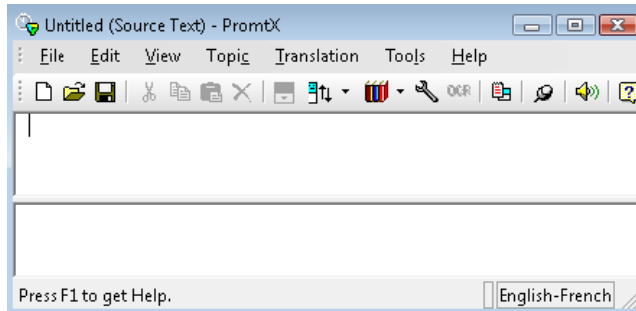 Untitled (Source Text) - PromtX
File Edit View Topic Translation Tools Help
OCR
Press F1 to get Help. English-French